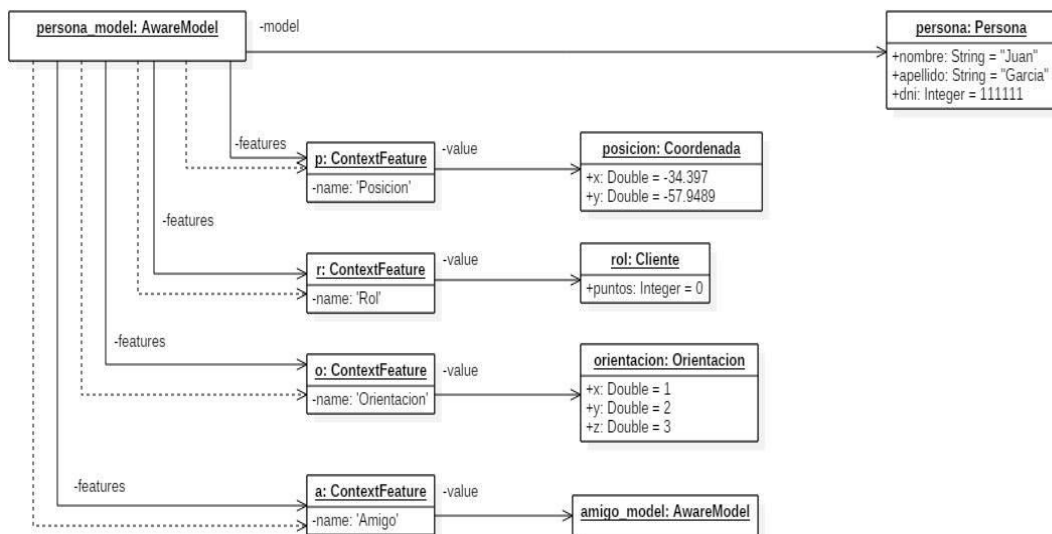 persona_model: AwareModel
-model
persona: Persona
+nombre: String = "Juan"
+apellido: String = "Garcia"
+dni: Integer = 111111
-features
p: ContextFeature
-name: 'Posicion'
-value
posicion: Coordenada
+x: Double = -34.397
+y: Double = -57.9489
-features
r: ContextFeature
-name: 'Rol'
-value
rol: Cliente
+puntos: Integer = 0
-features
o: ContextFeature
-name: 'Orientacion'
-value
orientacion: Orientacion
+x: Double = 1
+y: Double = 2
+z: Double = 3
-features
a: ContextFeature
-name: 'Amigo'
-value
amigo_model: AwareModel